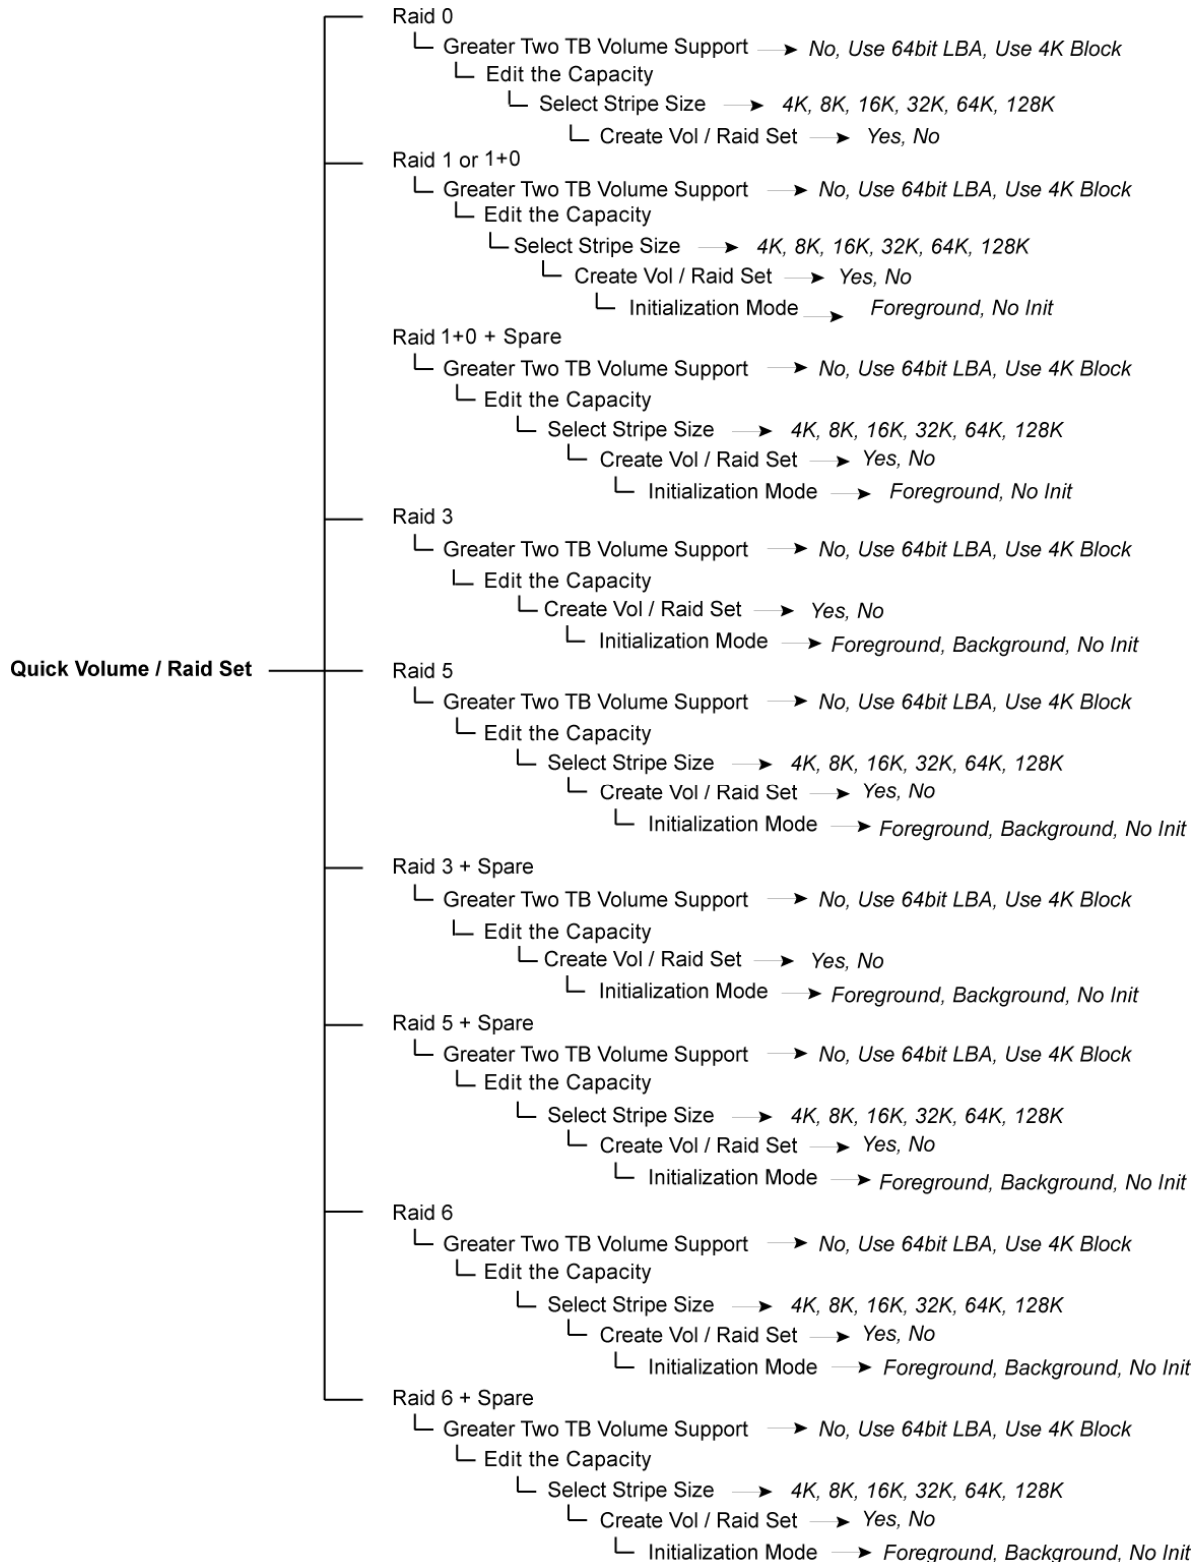 Raid 0
Greater Two TB Volume Support No, Use 64bit LBA, Use 4K Block
Edit the Capacity
Select Stripe Size 4K, 8K, 16K, 32K, 64K, 128K
Create Vol / Raid Set Yes, No
Raid 1 or 1+0
Greater Two TB Volume Support No, Use 64bit LBA, Use 4K Block
Edit the Capacity
Select Stripe Size 4K, 8K, 16K, 32K, 64K, 128K
Create Vol / Raid Set Yes, No
Initialization Mode Foreground, No Init
Raid 1+0 + Spare
Greater Two TB Volume Support No, Use 64bit LBA, Use 4K Block
Edit the Capacity
Select Stripe Size 4K, 8K, 16K, 32K, 64K, 128K
Create Vol / Raid Set Yes, No
Initialization Mode Foreground, No Init
Raid 3
Greater Two TB Volume Support No, Use 64bit LBA, Use 4K Block
Edit the Capacity
Create Vol / Raid Set Yes, No
Initialization Mode Foreground, Background, No Init
Quick Volume / Raid Set
Raid 5
Greater Two TB Volume Support No, Use 64bit LBA, Use 4K Block
Edit the Capacity
Select Stripe Size 4K, 8K, 16K, 32K, 64K, 128K
Create Vol / Raid Set Yes, No
Initialization Mode Foreground, Background, No Init
Raid 3 + Spare
Greater Two TB Volume Support No, Use 64bit LBA, Use 4K Block
Edit the Capacity
Create Vol / Raid Set Yes, No
Initialization Mode Foreground, Background, No Init
Raid 5 + Spare
Greater Two TB Volume Support No, Use 64bit LBA, Use 4K Block
Edit the Capacity
Select Stripe Size 4K, 8K, 16K, 32K, 64K, 128K
Create Vol / Raid Set Yes, No
Initialization Mode Foreground, Background, No Init
Raid 6
Greater Two TB Volume Support No, Use 64bit LBA, Use 4K Block
Edit the Capacity
Select Stripe Size 4K, 8K, 16K, 32K, 64K, 128K
Create Vol / Raid Set Yes, No
Initialization Mode Foreground, Background, No Init
Raid 6 + Spare
Greater Two TB Volume Support No, Use 64bit LBA, Use 4K Block
Edit the Capacity
Select Stripe Size 4K, 8K, 16K, 32K, 64K, 128K
Create Vol / Raid Set Yes, No
Initialization Mode Foreground, Background, No Init